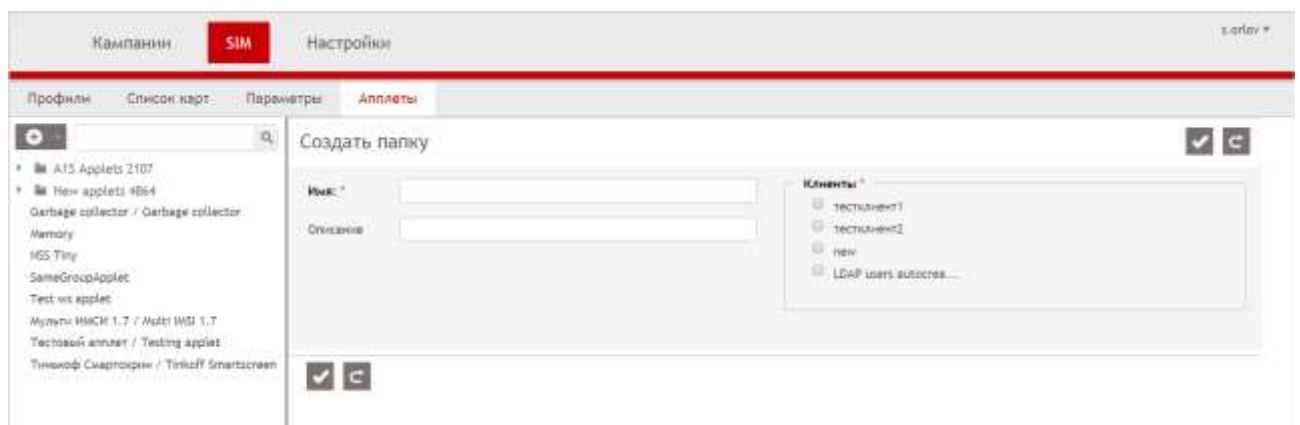 Кампании SIM Настройки s.orlov
Профили Список карт Параметры Апплеты
Создать папку
A1S Applets 2107
New applets 4864
Garbage collector / Garbage collector
Memory
HSS Tiny
SameGroupApplet
Test ws applet
Мульти ИМСИ 1.7 / Multi IMSI 1.7
Тестовый апплет / Testing applet
Тинькоф Смартскрин / Tinkoff Smartscreen
Имя: *
Описание
Клиенты *
тестклиент1
тестклиент2
new
LDAP users autocrea...